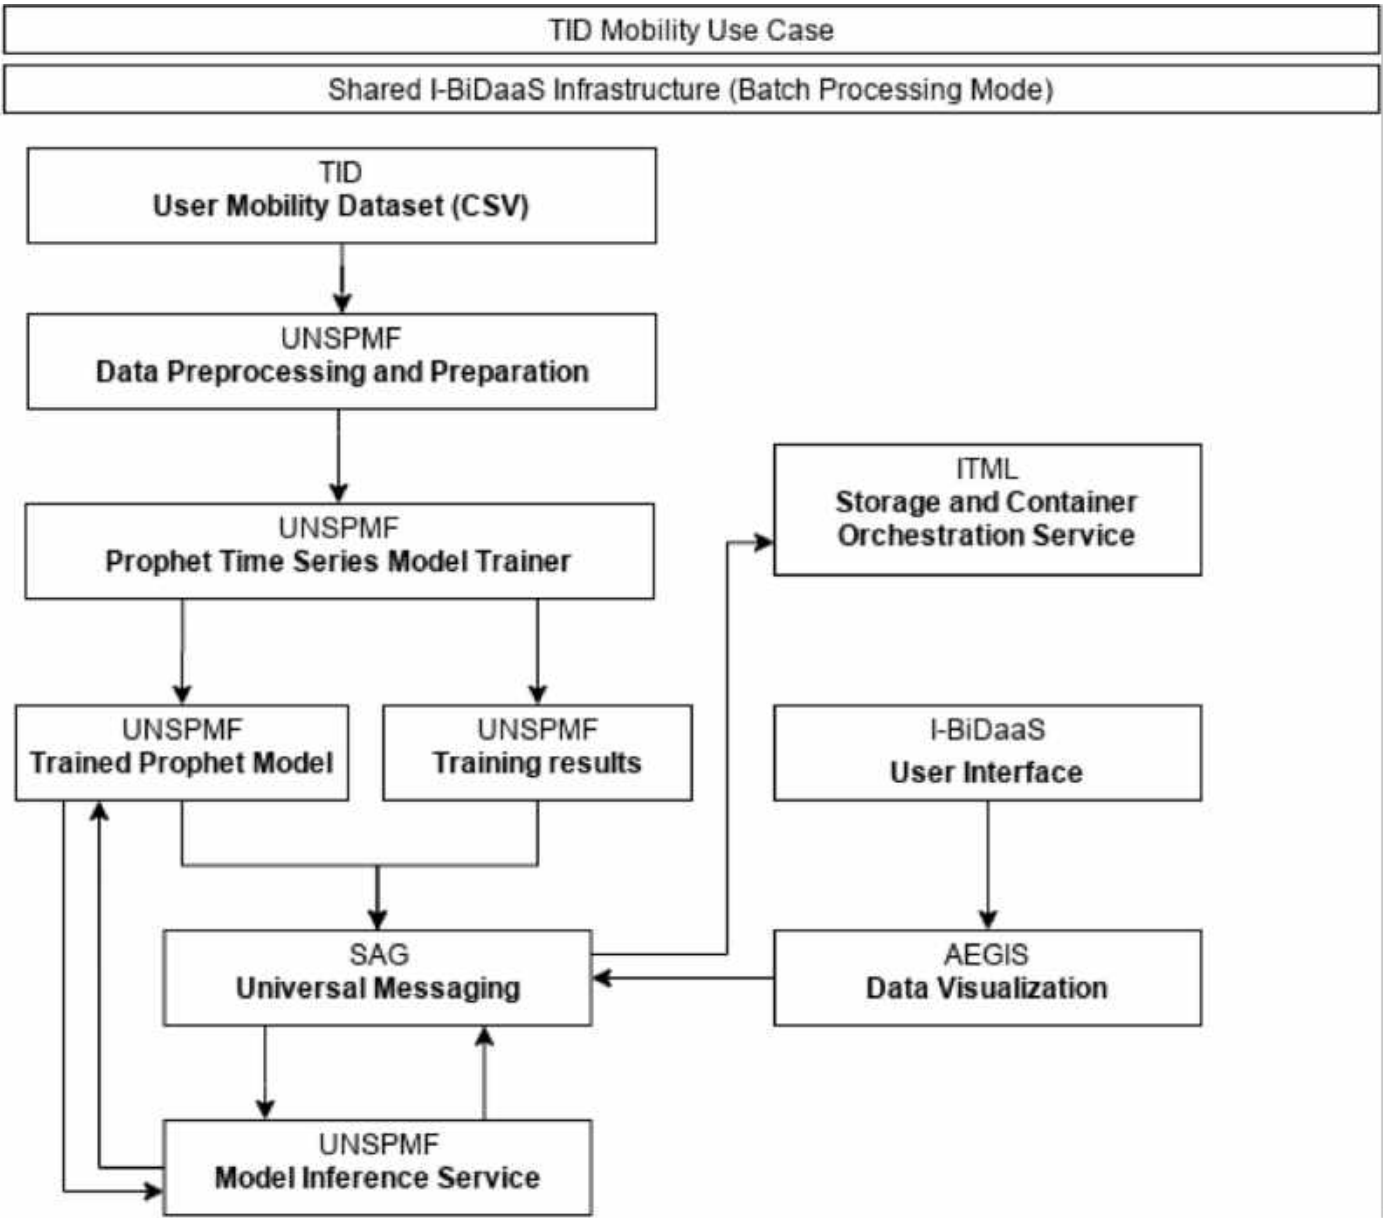 TID Mobility Use Case
Shared I-BiDaaS Infrastructure (Batch Processing Mode)
TID
User Mobility Dataset (CSV)
UNSPMF
Data Preprocessing and Preparation
UNSPMF
Prophet Time Series Model Trainer
ITML
Storage and Container
Orchestration Service
UNSPMF
Trained Prophet Model
UNSPMF
Training results
I-BiDaaS
User Interface
SAG
Universal Messaging
AEGIS
Data Visualization
UNSPMF
Model Inference Service